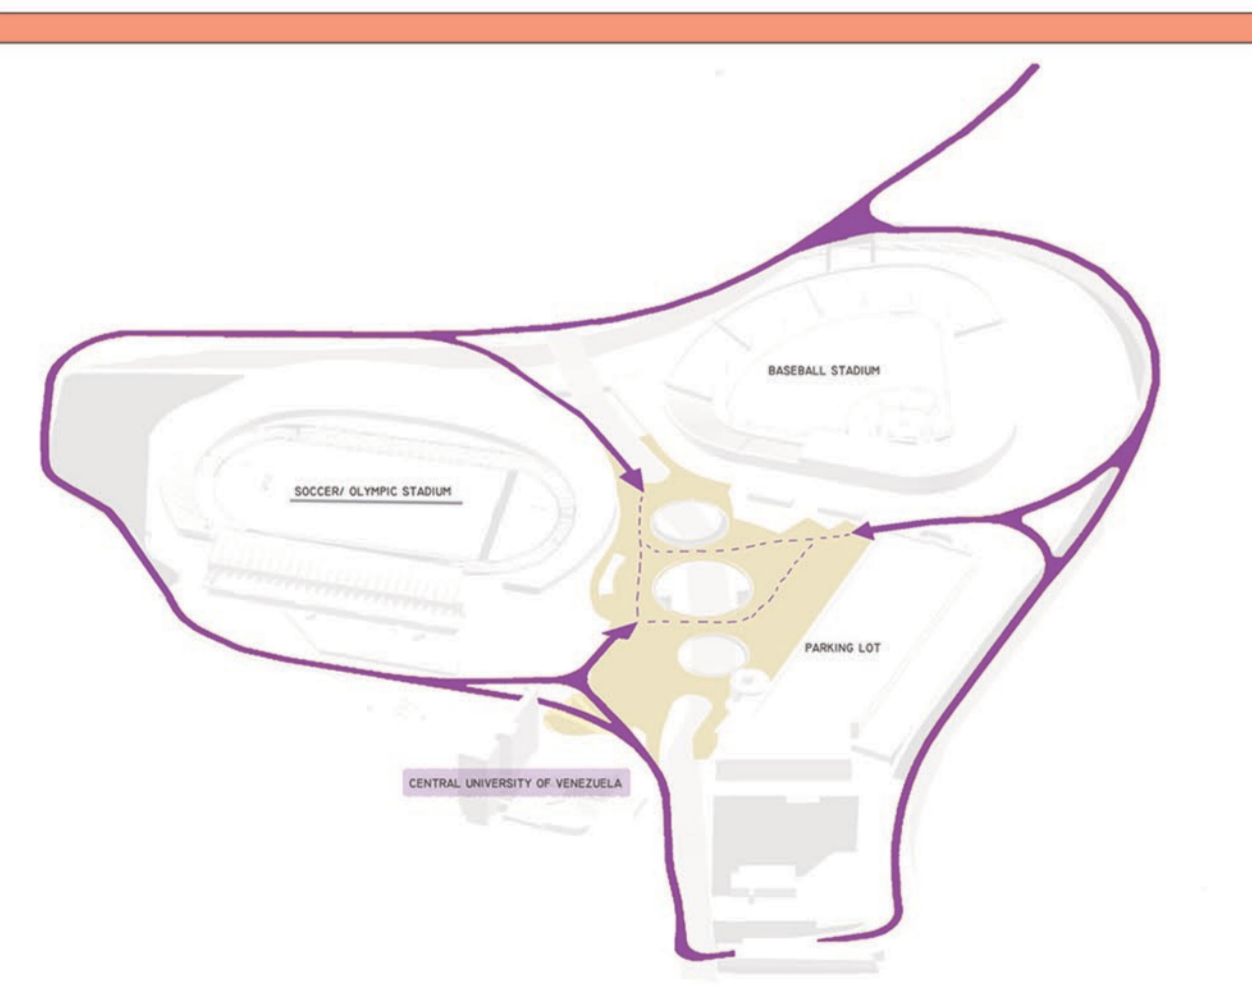 BASEBALL STADIUM
SOCCER/ OLYMPIC STADIUM
PARKING LOT
CENTRAL UNIVERSITY OF VENEZUELA